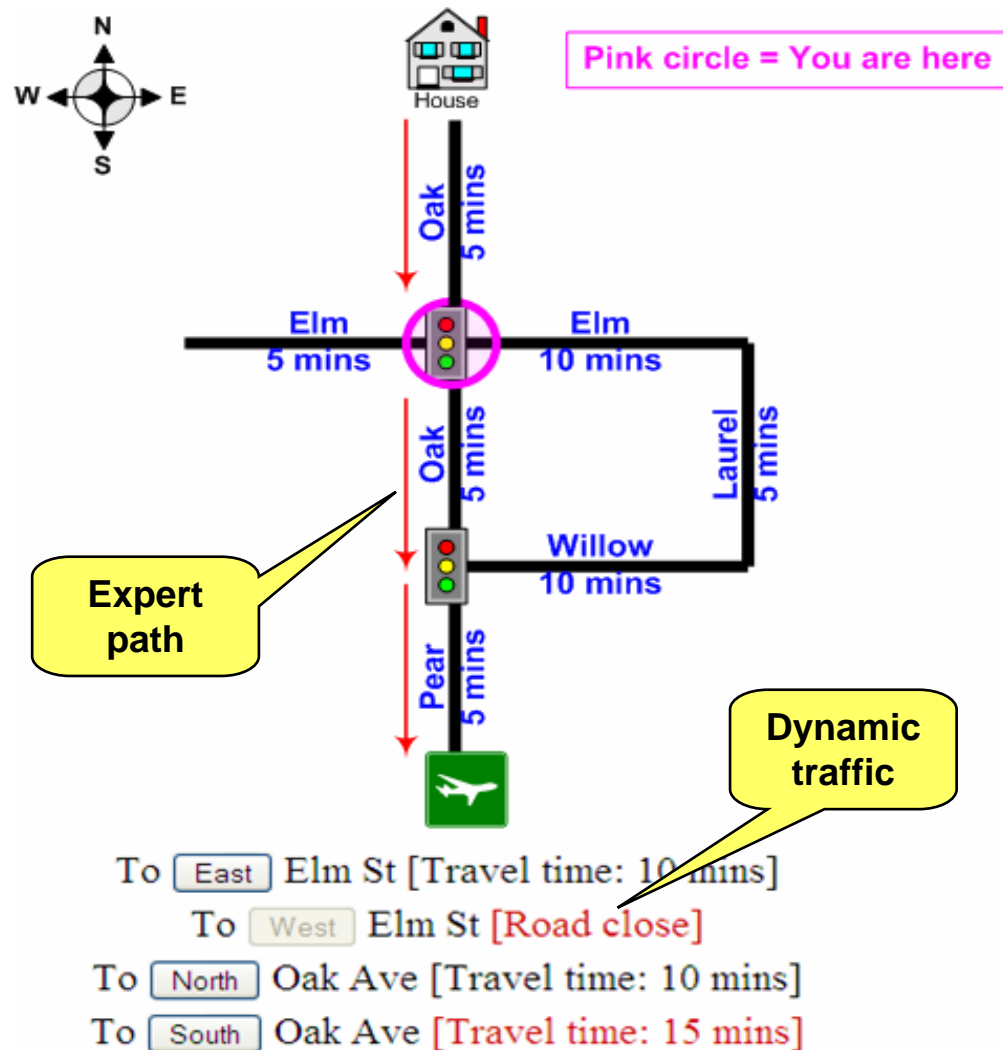 N
W E
S
House
Pink circle = You are here
Oak
5 mins
Elm
5 mins
Elm
10 mins
Oak
5 mins
Laurel
5 mins
Willow
10 mins
Expert
path
Pear
5 mins
Dynamic
traffic
To East Elm St [Travel time: 10 mins]
To West Elm St [Road close]
To North Oak Ave [Travel time: 10 mins]
To South Oak Ave [Travel time: 15 mins]